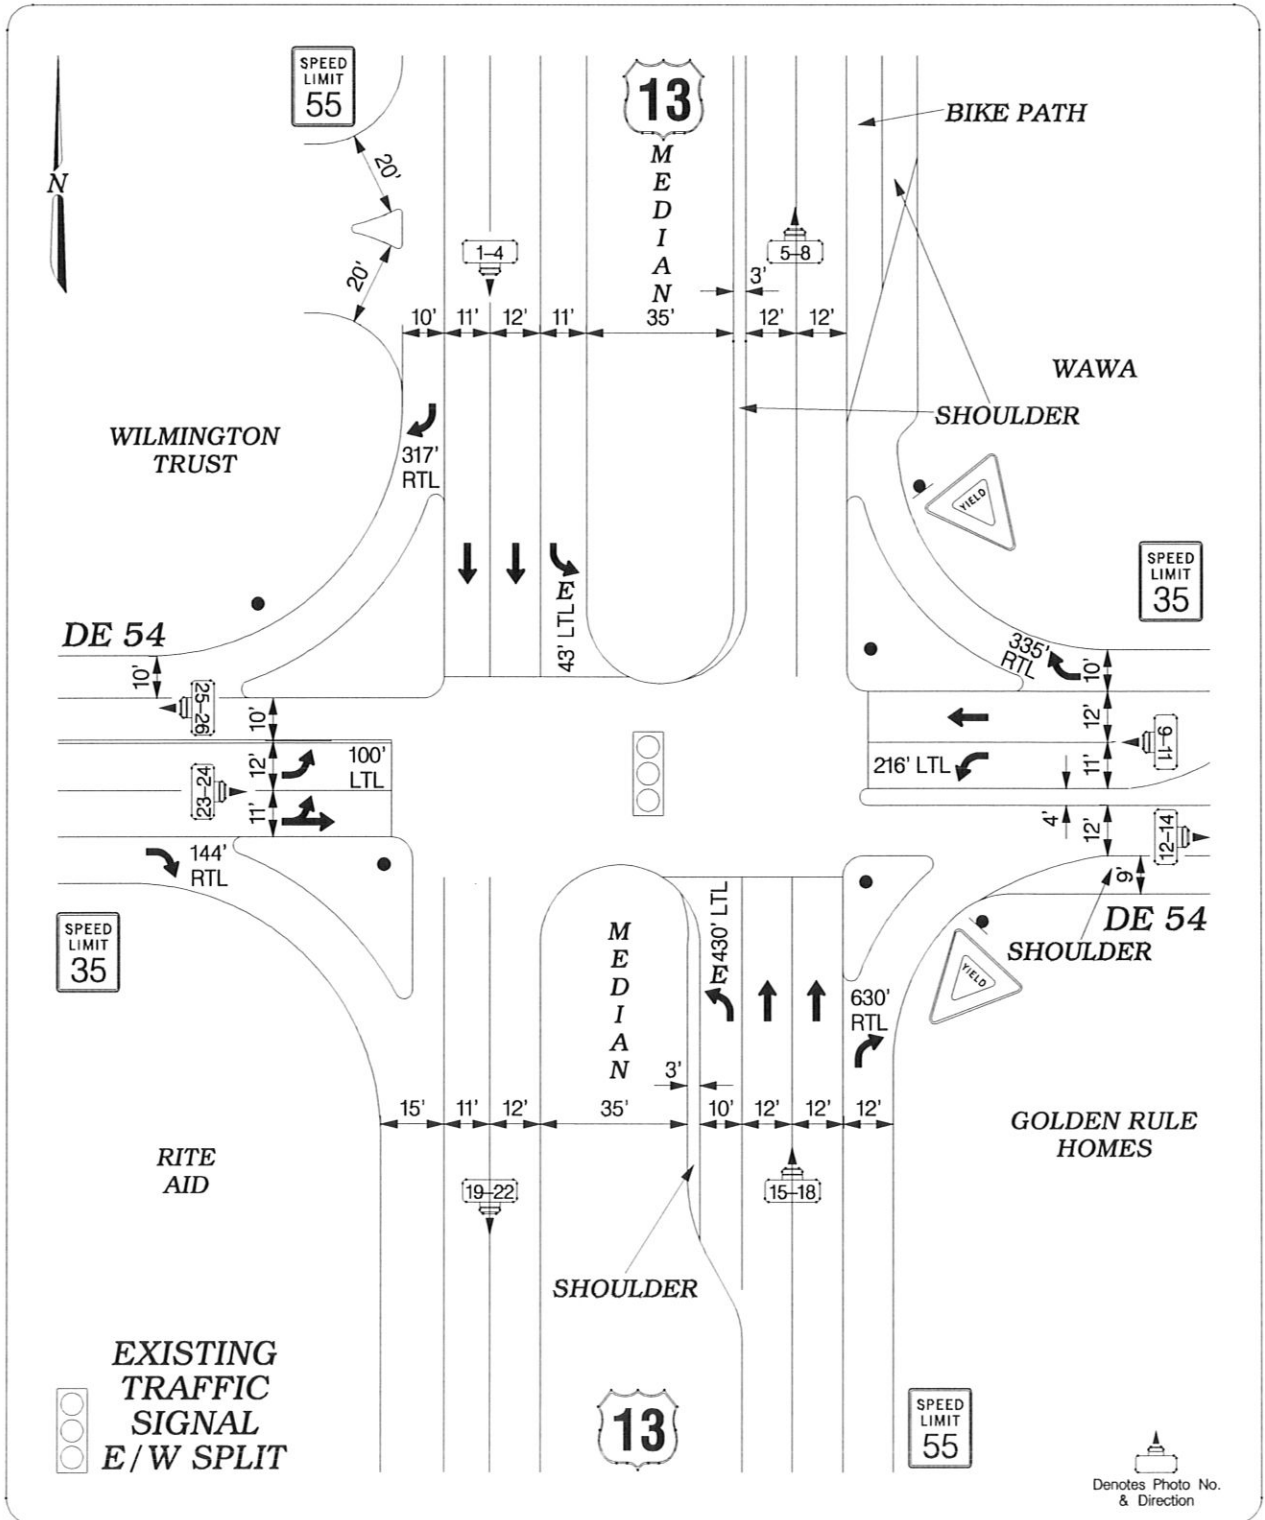 SPEED
LIMIT
55
13
M
E
D
I
A
N
BIKE PATH
N
20'
20'
1-4
5-8
3'
10'
11'
12'
11'
35'
12'
12'
WAWA
SHOULDER
WILMINGTON
TRUST
317'
RTL
YIELD
SPEED
LIMIT
35
E
43' LTL
DE 54
335'
RTL
10'
10'
25-26
10'
12'
100'
LTL
23-24
11'
12'
9-11
216' LTL
11'
4'
12'
12-14
144'
RTL
9'
DE 54
SHOULDER
SPEED
LIMIT
35
M
E
D
I
A
N
E 430' LTL
YIELD
630'
RTL
3'
15'
11'
12'
35'
10'
12'
12'
12'
GOLDEN RULE
HOMES
RITE
AID
19-22
15-18
SHOULDER
EXISTING
TRAFFIC
SIGNAL
E/W SPLIT
13
SPEED
LIMIT
55
Denotes Photo No.
& Direction